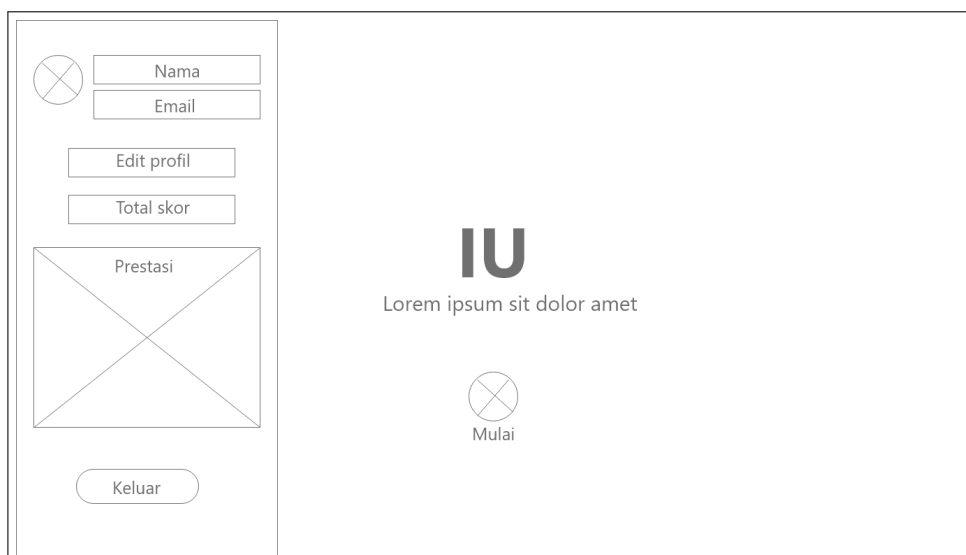 Nama
Email
Edit profil
Total skor
Prestasi
Keluar
IU
Lorem ipsum sit dolor amet
Mulai